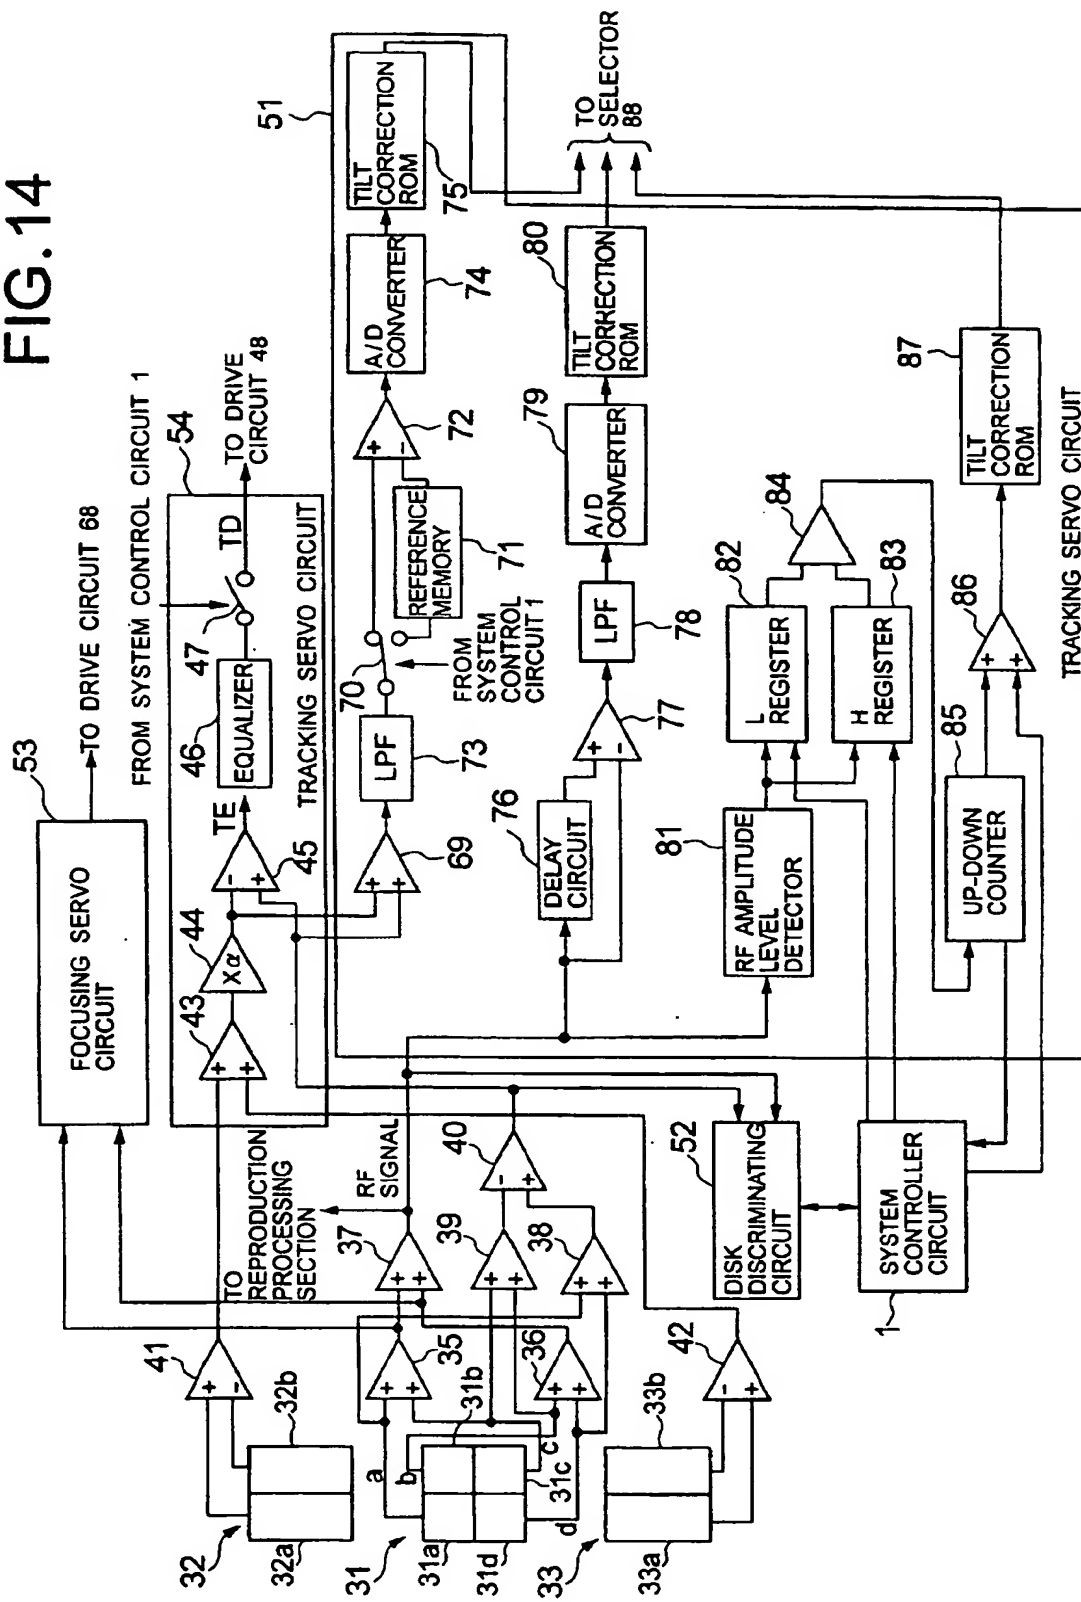 FIG.14
53
FOCUSING SERVO
CIRCUIT
TO DRIVE CIRCUIT 68
FROM SYSTEM CONTROL CIRCUIT 1
54
TO DRIVE
CIRCUIT 48
43
44
Xα
45
TE
46
EQUALIZER
47
TD
TRACKING SERVO CIRCUIT
51
69
73
LPF
70
FROM
SYSTEM
CONTROL
CIRCUIT 1
71
REFERENCE
MEMORY
72
74
A/D
CONVERTER
75
TILT
CORRECTION
ROM
76
DELAY
CIRCUIT
77
78
LPF
79
A/D
CONVERTER
80
TILT
CORRECTION
ROM
TO
SELECTOR
88
81
RF AMPLITUDE
LEVEL
DETECTOR
82
L
REGISTER
83
H
REGISTER
84
85
UP-DOWN
COUNTER
86
87
TILT
CORRECTION
ROM
TRACKING SERVO CIRCUIT
32
32a
32b
41
TO
REPRODUCTION
PROCESSING
SECTION
RF
SIGNAL
31
31a
31b
31c
31d
a
b
c
d
35
36
37
38
39
40
33
33a
33b
42
52
DISK
DISCRIMINATING
CIRCUIT
1
SYSTEM
CONTROLLER
CIRCUIT
+
-
+
+
+
+
+
+
+
+
+
+
+
+
-
+
-
+
-
+
+
+
+
-
+
-
+
+